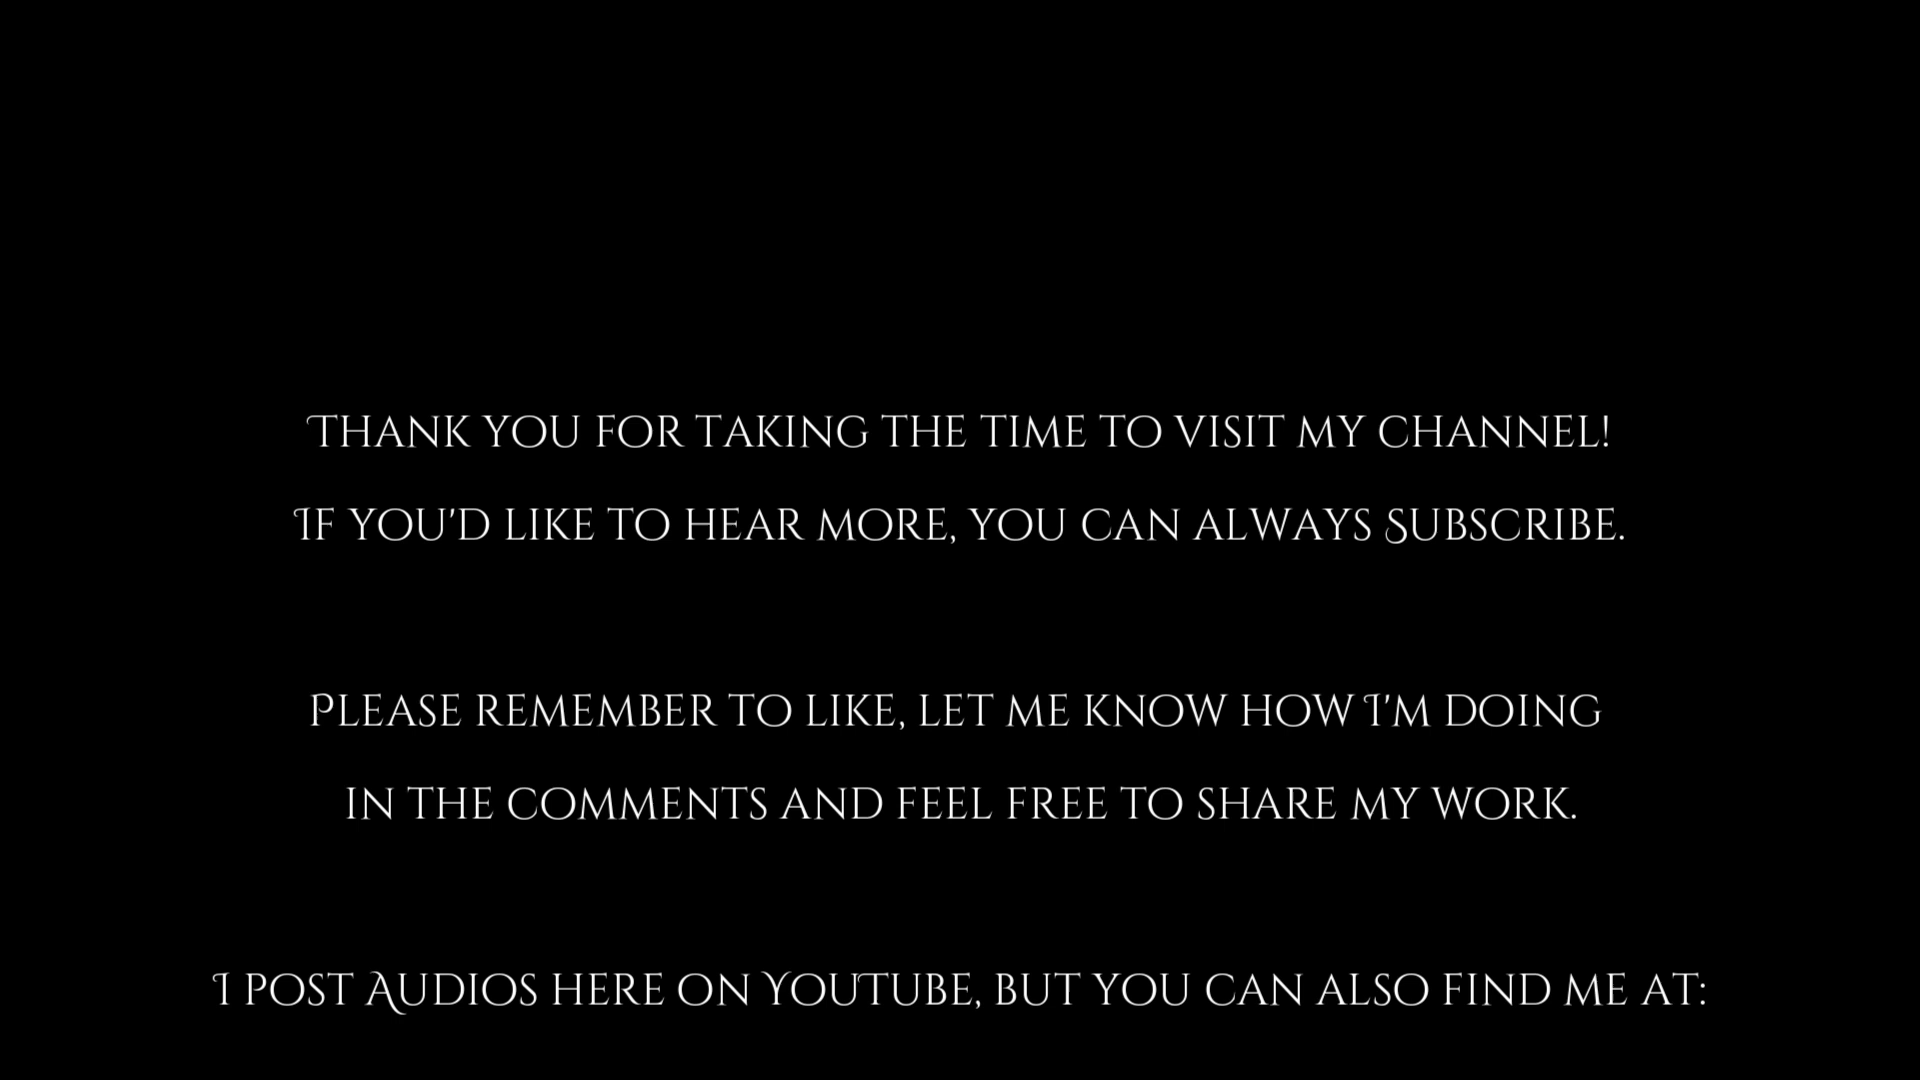 Thank you for taking the time to visit my channel!
If you'd like to hear more, you can always Subscribe.
Please remember to like, let me know how I'm doing
in the comments and feel free to share my work.
I post Audios here on YouTube, but you can also find me at: